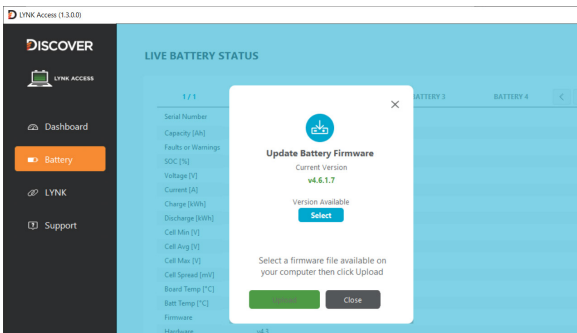 LYNK Access (1.3.0.0)
DISCOVER
LYNK ACCESS
Dashboard
Battery
LYNK
Support
LIVE BATTERY STATUS
1/1
BATTERY 3
BATTERY 4
Serial Number
Capacity [Ah]
Faults or Warnings
SOC [%]
Voltage [V]
Current [A]
Charge [kWh]
Discharge [kWh]
Cell Min [V]
Cell Avg [V]
Cell Max [V]
Cell Spread [mV]
Board Temp [°C]
Batt Temp [°C]
Firmware
Hardware v4.3
Update Battery Firmware
Current Version
v4.6.1.7
Version Available
Select
Select a firmware file available on
your computer then click Upload
Upload
Close